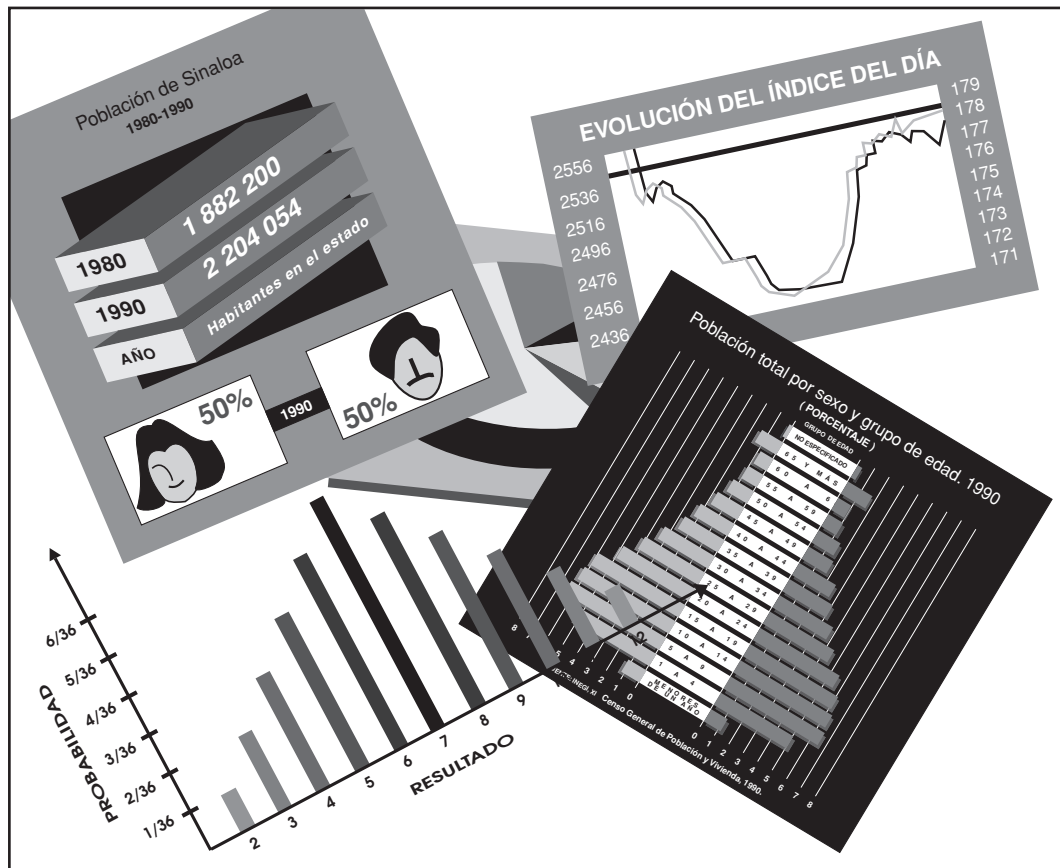 Población de Sinaloa
1980-1990
1 882 200
1980
2 204 054
1990
Habitantes en el estado
AÑO
50%
1990
50%
EVOLUCIÓN DEL ÍNDICE DEL DÍA
2556
2536
2516
2496
2476
2456
2436
179
178
177
176
175
174
173
172
171
Población total por sexo y grupo de edad. 1990
( PORCENTAJE )
GRUPO DE EDAD
NO ESPECIFICADO
65 Y MÁS
60 A 6
55 A 59
50 A 54
45 A 49
40 A 44
35 A 39
30 A 34
25 A 29
20 A 24
15 A 19
10 A 14
5 A 9
1 A 4
MENORES
DE UN AÑO
8
5 4 3 2 1 0
0 1 2 3 4 5 6 7 8
INEGI. XI Censo General de Población y Vivienda, 1990.
PROBABILIDAD
6/36
5/36
4/36
3/36
2/36
1/36
2 3 4 5 6 7 8 9
RESULTADO